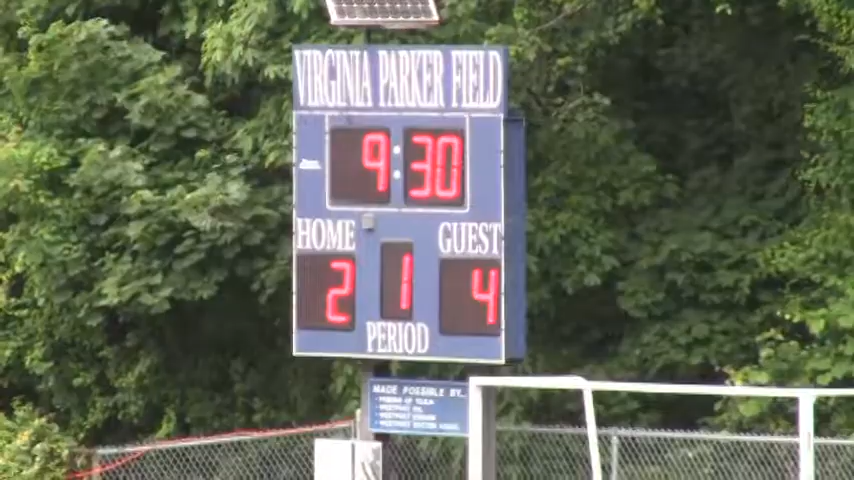 VIRGINIA PARKER FIELD
9:30
HOME GUEST
2 1 4
PERIOD
MADE POSSIBLE BY...